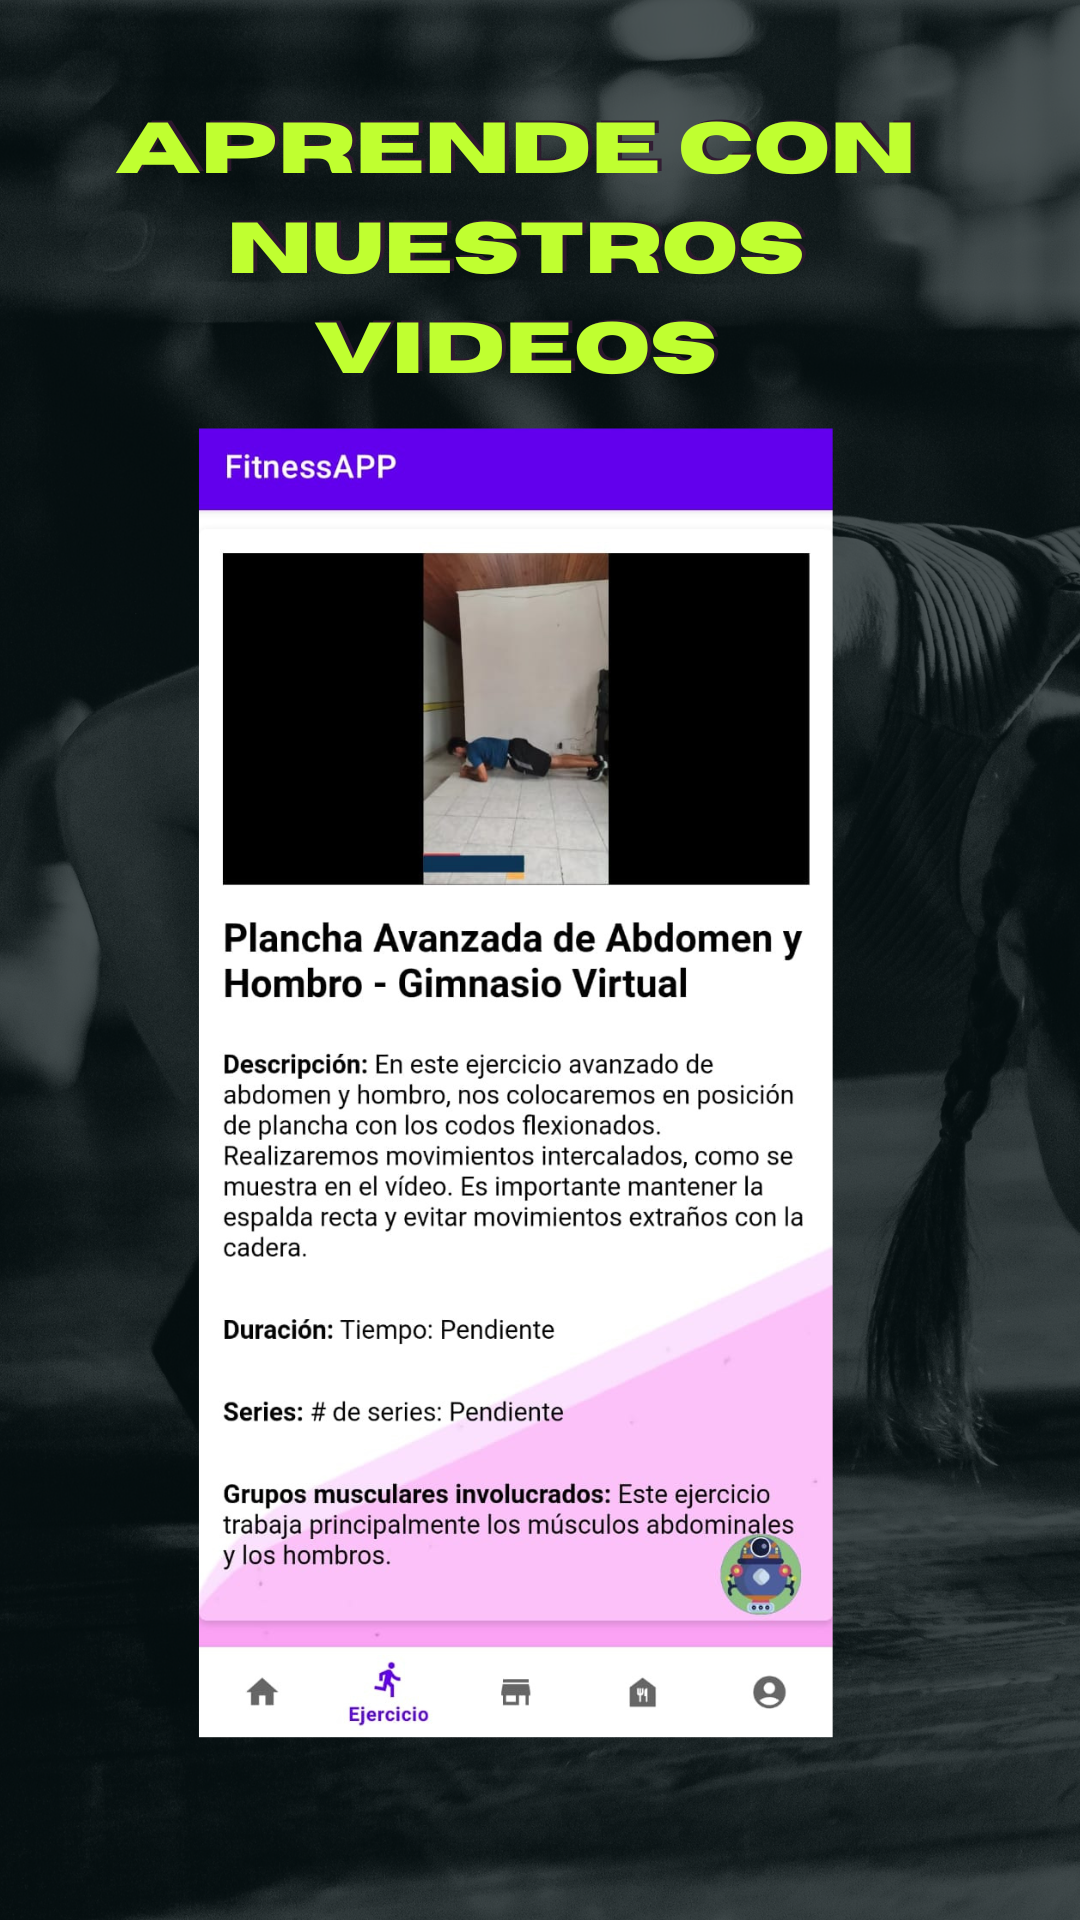 APRENDE CON
NUESTROS
VIDEOS
FitnessAPP
Plancha Avanzada de Abdomen y
Hombro - Gimnasio Virtual
Descripción: En este ejercicio avanzado de
abdomen y hombro, nos colocaremos en posición
de plancha con los codos flexionados.
Realizaremos movimientos intercalados, como se
muestra en el vídeo. Es importante mantener la
espalda recta y evitar movimientos extraños con la
cadera.
Duración: Tiempo: Pendiente
Series: # de series: Pendiente
Grupos musculares involucrados: Este ejercicio
trabaja principalmente los músculos abdominales
y los hombros.
Ejercicio